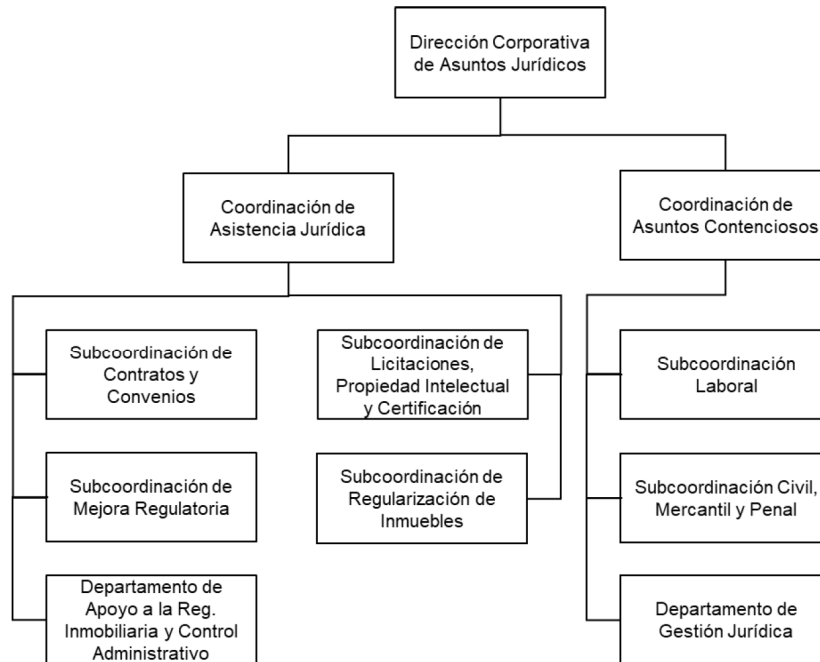 Dirección Corporativa
de Asuntos Jurídicos
Coordinación de
Asistencia Jurídica
Coordinación de
Asuntos Contenciosos
Subcoordinación de
Contratos y
Convenios
Subcoordinación de
Licitaciones,
Propiedad Intelectual
y Certificación
Subcoordinación
Laboral
Subcoordinación de
Mejora Regulatoria
Subcoordinación de
Regularización de
Inmuebles
Subcoordinación Civil,
Mercantil y Penal
Departamento de
Apoyo a la Reg.
Inmobiliaria y Control
Administrativo
Departamento de
Gestión Jurídica